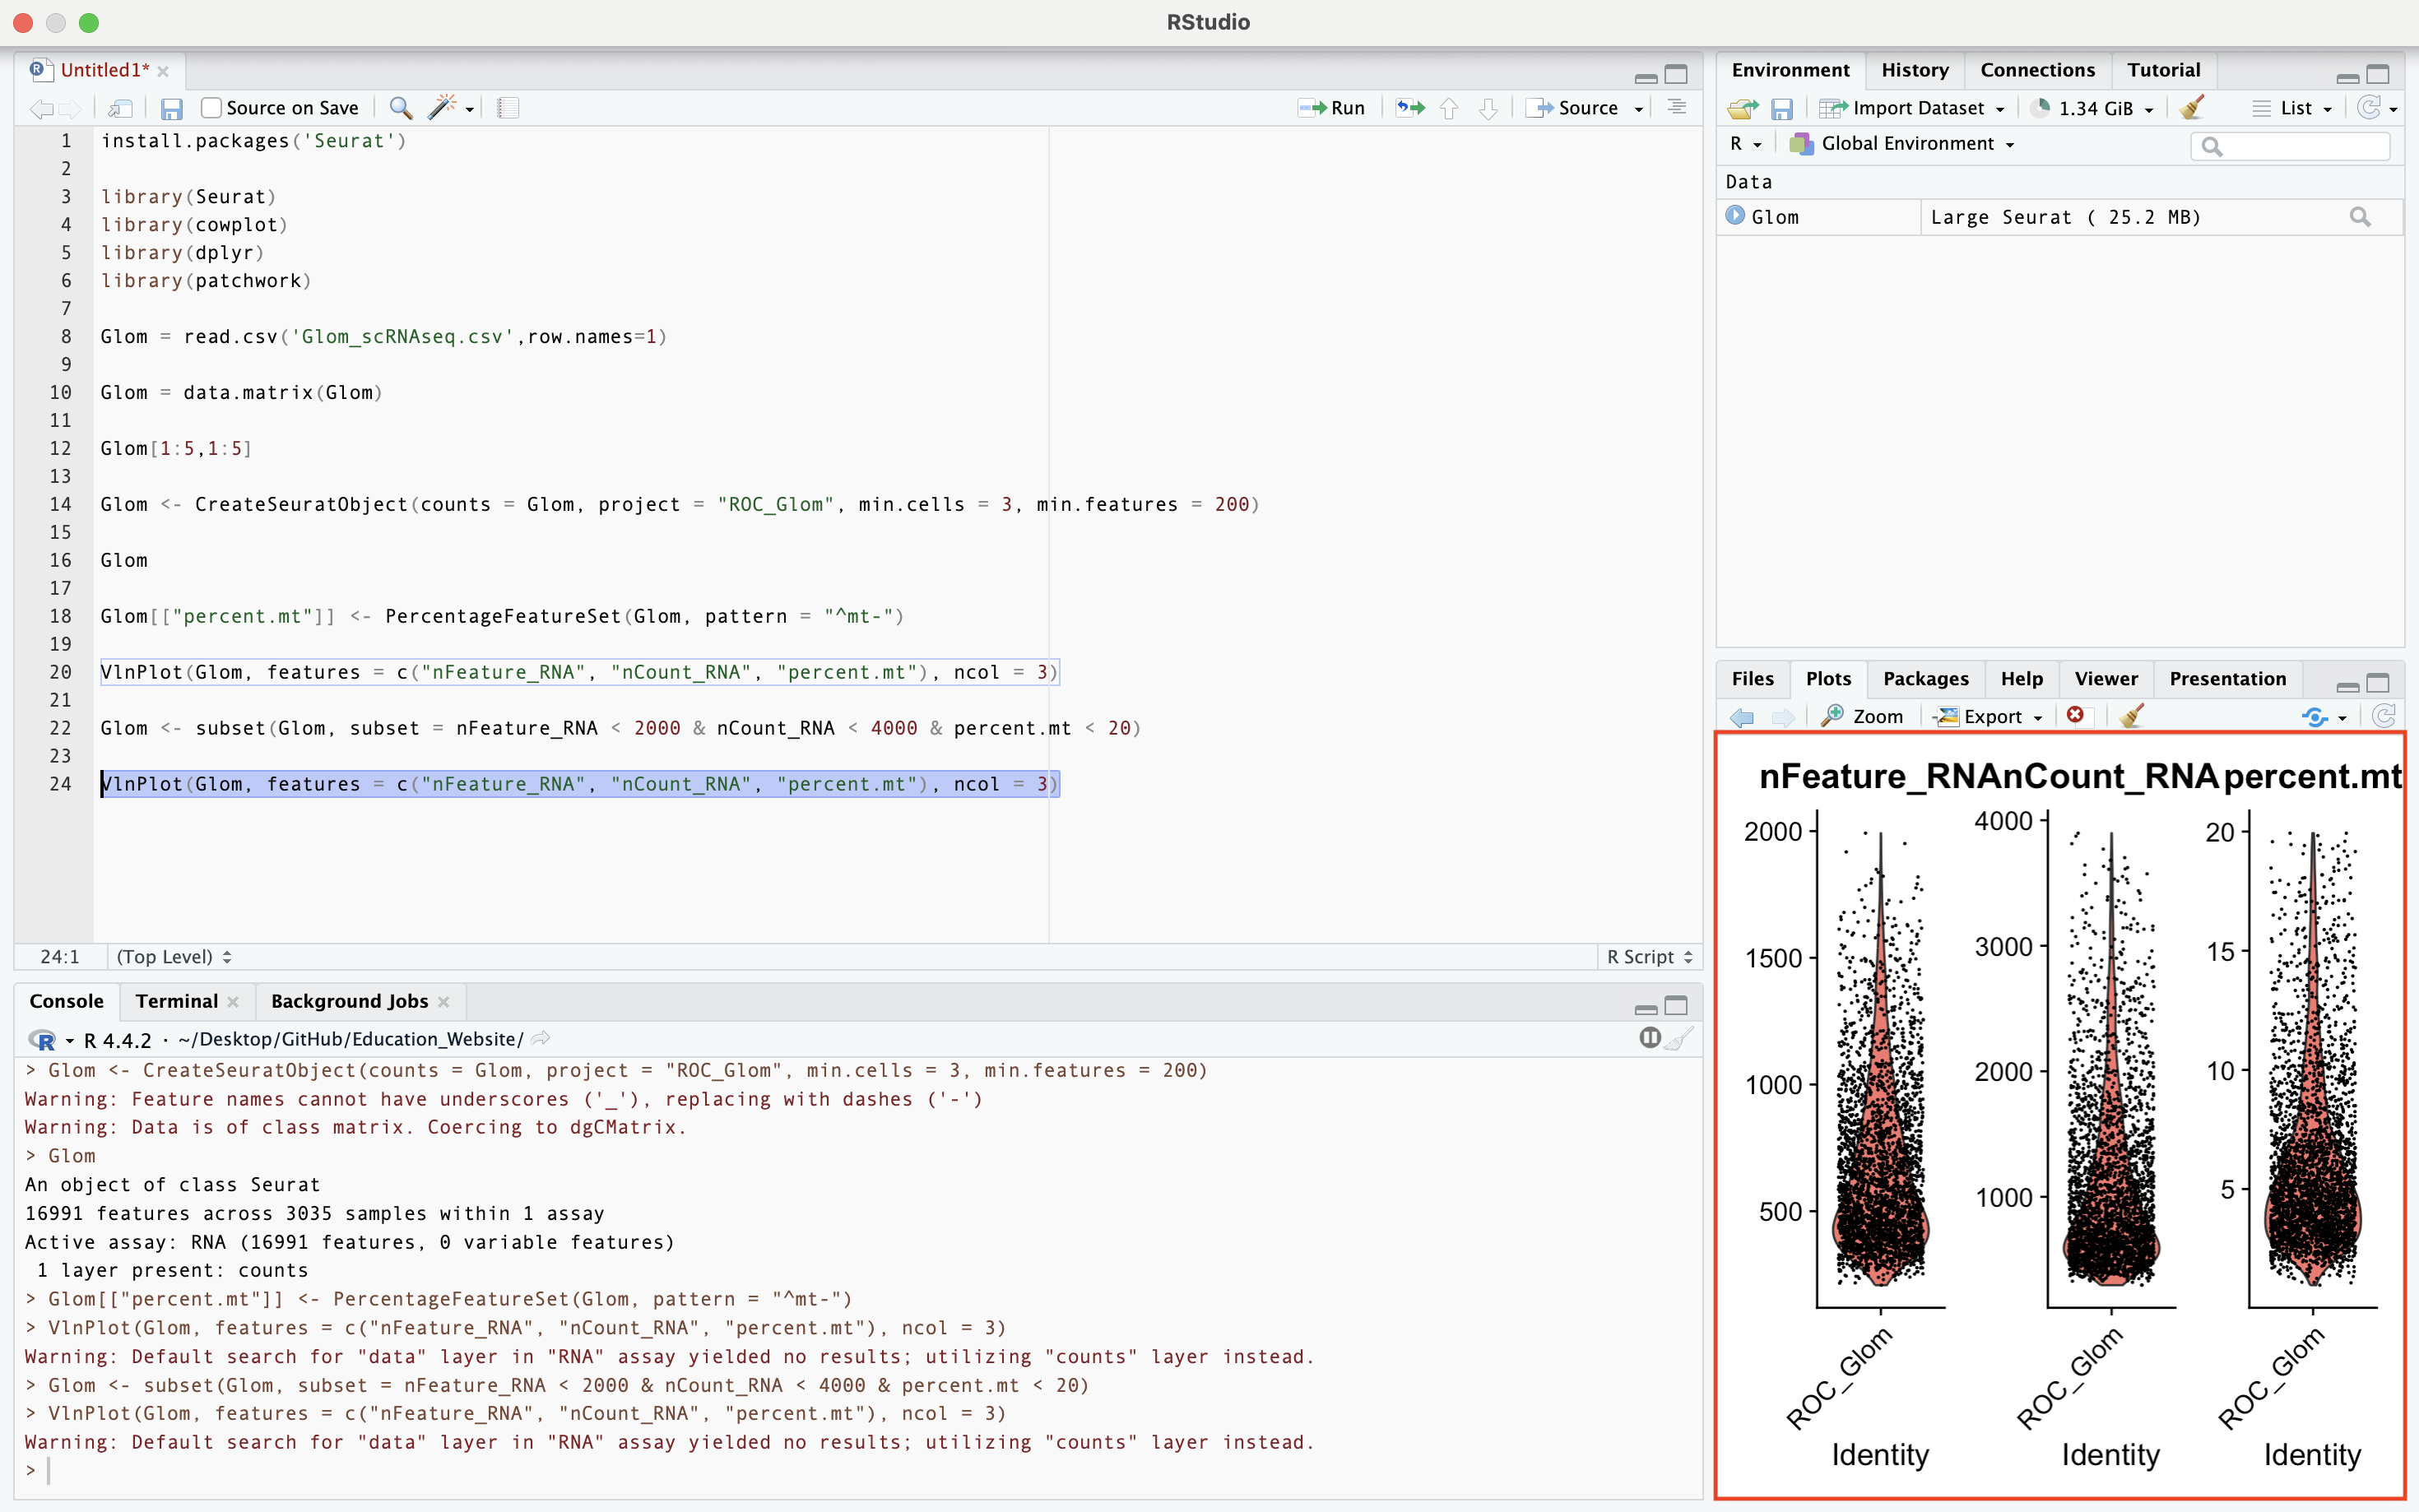 RStudio
Untitled1*
Source on Save
Run
Source
1 install.packages('Seurat')
2
3 library(Seurat)
4 library(cowplot)
5 library(dplyr)
6 library(patchwork)
7
8 Glom = read.csv('Glom_scRNAseq.csv',row.names=1)
9
10 Glom = data.matrix(Glom)
11
12 Glom[1:5,1:5]
13
14 Glom <- CreateSeuratObject(counts = Glom, project = "ROC_Glom", min.cells = 3, min.features = 200)
15
16 Glom
17
18 Glom[["percent.mt"]] <- PercentageFeatureSet(Glom, pattern = "^mt-")
19
20 VlnPlot(Glom, features = c("nFeature_RNA", "nCount_RNA", "percent.mt"), ncol = 3)
21
22 Glom <- subset(Glom, subset = nFeature_RNA < 2000 & nCount_RNA < 4000 & percent.mt < 20)
23
24 VlnPlot(Glom, features = c("nFeature_RNA", "nCount_RNA", "percent.mt"), ncol = 3)
24:1 (Top Level) R Script
Console Terminal Background Jobs
R 4.4.2 · ~/Desktop/GitHub/Education_Website/
> Glom <- CreateSeuratObject(counts = Glom, project = "ROC_Glom", min.cells = 3, min.features = 200)
Warning: Feature names cannot have underscores ('_'), replacing with dashes ('-')
Warning: Data is of class matrix. Coercing to dgCMatrix.
> Glom
An object of class Seurat
16991 features across 3035 samples within 1 assay
Active assay: RNA (16991 features, 0 variable features)
1 layer present: counts
> Glom[["percent.mt"]] <- PercentageFeatureSet(Glom, pattern = "^mt-")
> VlnPlot(Glom, features = c("nFeature_RNA", "nCount_RNA", "percent.mt"), ncol = 3)
Warning: Default search for "data" layer in "RNA" assay yielded no results; utilizing "counts" layer instead.
> Glom <- subset(Glom, subset = nFeature_RNA < 2000 & nCount_RNA < 4000 & percent.mt < 20)
> VlnPlot(Glom, features = c("nFeature_RNA", "nCount_RNA", "percent.mt"), ncol = 3)
Warning: Default search for "data" layer in "RNA" assay yielded no results; utilizing "counts" layer instead.
>
Environment History Connections Tutorial
Import Dataset 1.34 GiB List
R Global Environment
Data
Glom Large Seurat ( 25.2 MB)
Files Plots Packages Help Viewer Presentation
Zoom Export
nFeature_RNA nCount_RNA percent.mt
2000 4000 20
1500 3000 15
1000 2000 10
500 1000 5
ROC_Glom ROC_Glom ROC_Glom
Identity Identity Identity